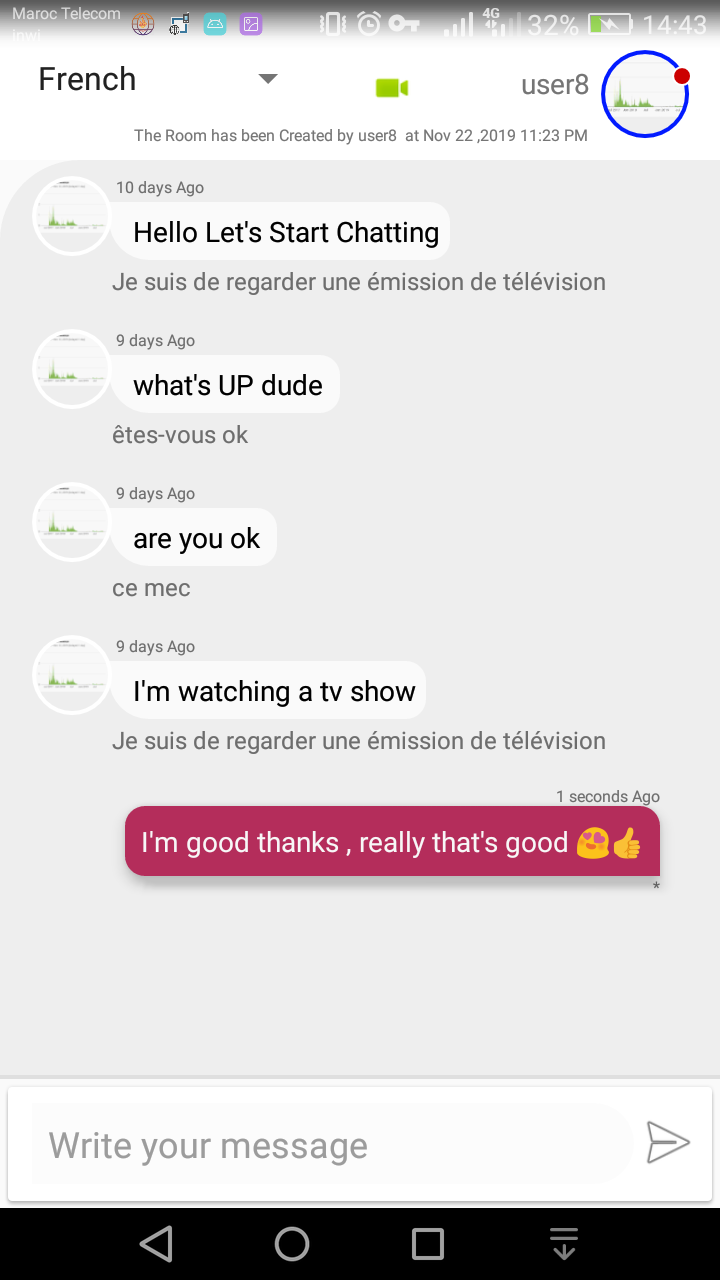 Maroc Telecom
inwi
4G
32%
14:43
French
user8
The Room has been Created by user8 at Nov 22 ,2019 11:23 PM
10 days Ago
Hello Let's Start Chatting
Je suis de regarder une émission de télévision
9 days Ago
what's UP dude
êtes-vous ok
9 days Ago
are you ok
ce mec
9 days Ago
I'm watching a tv show
Je suis de regarder une émission de télévision
1 seconds Ago
I'm good thanks , really that's good 😍👍
*
Write your message